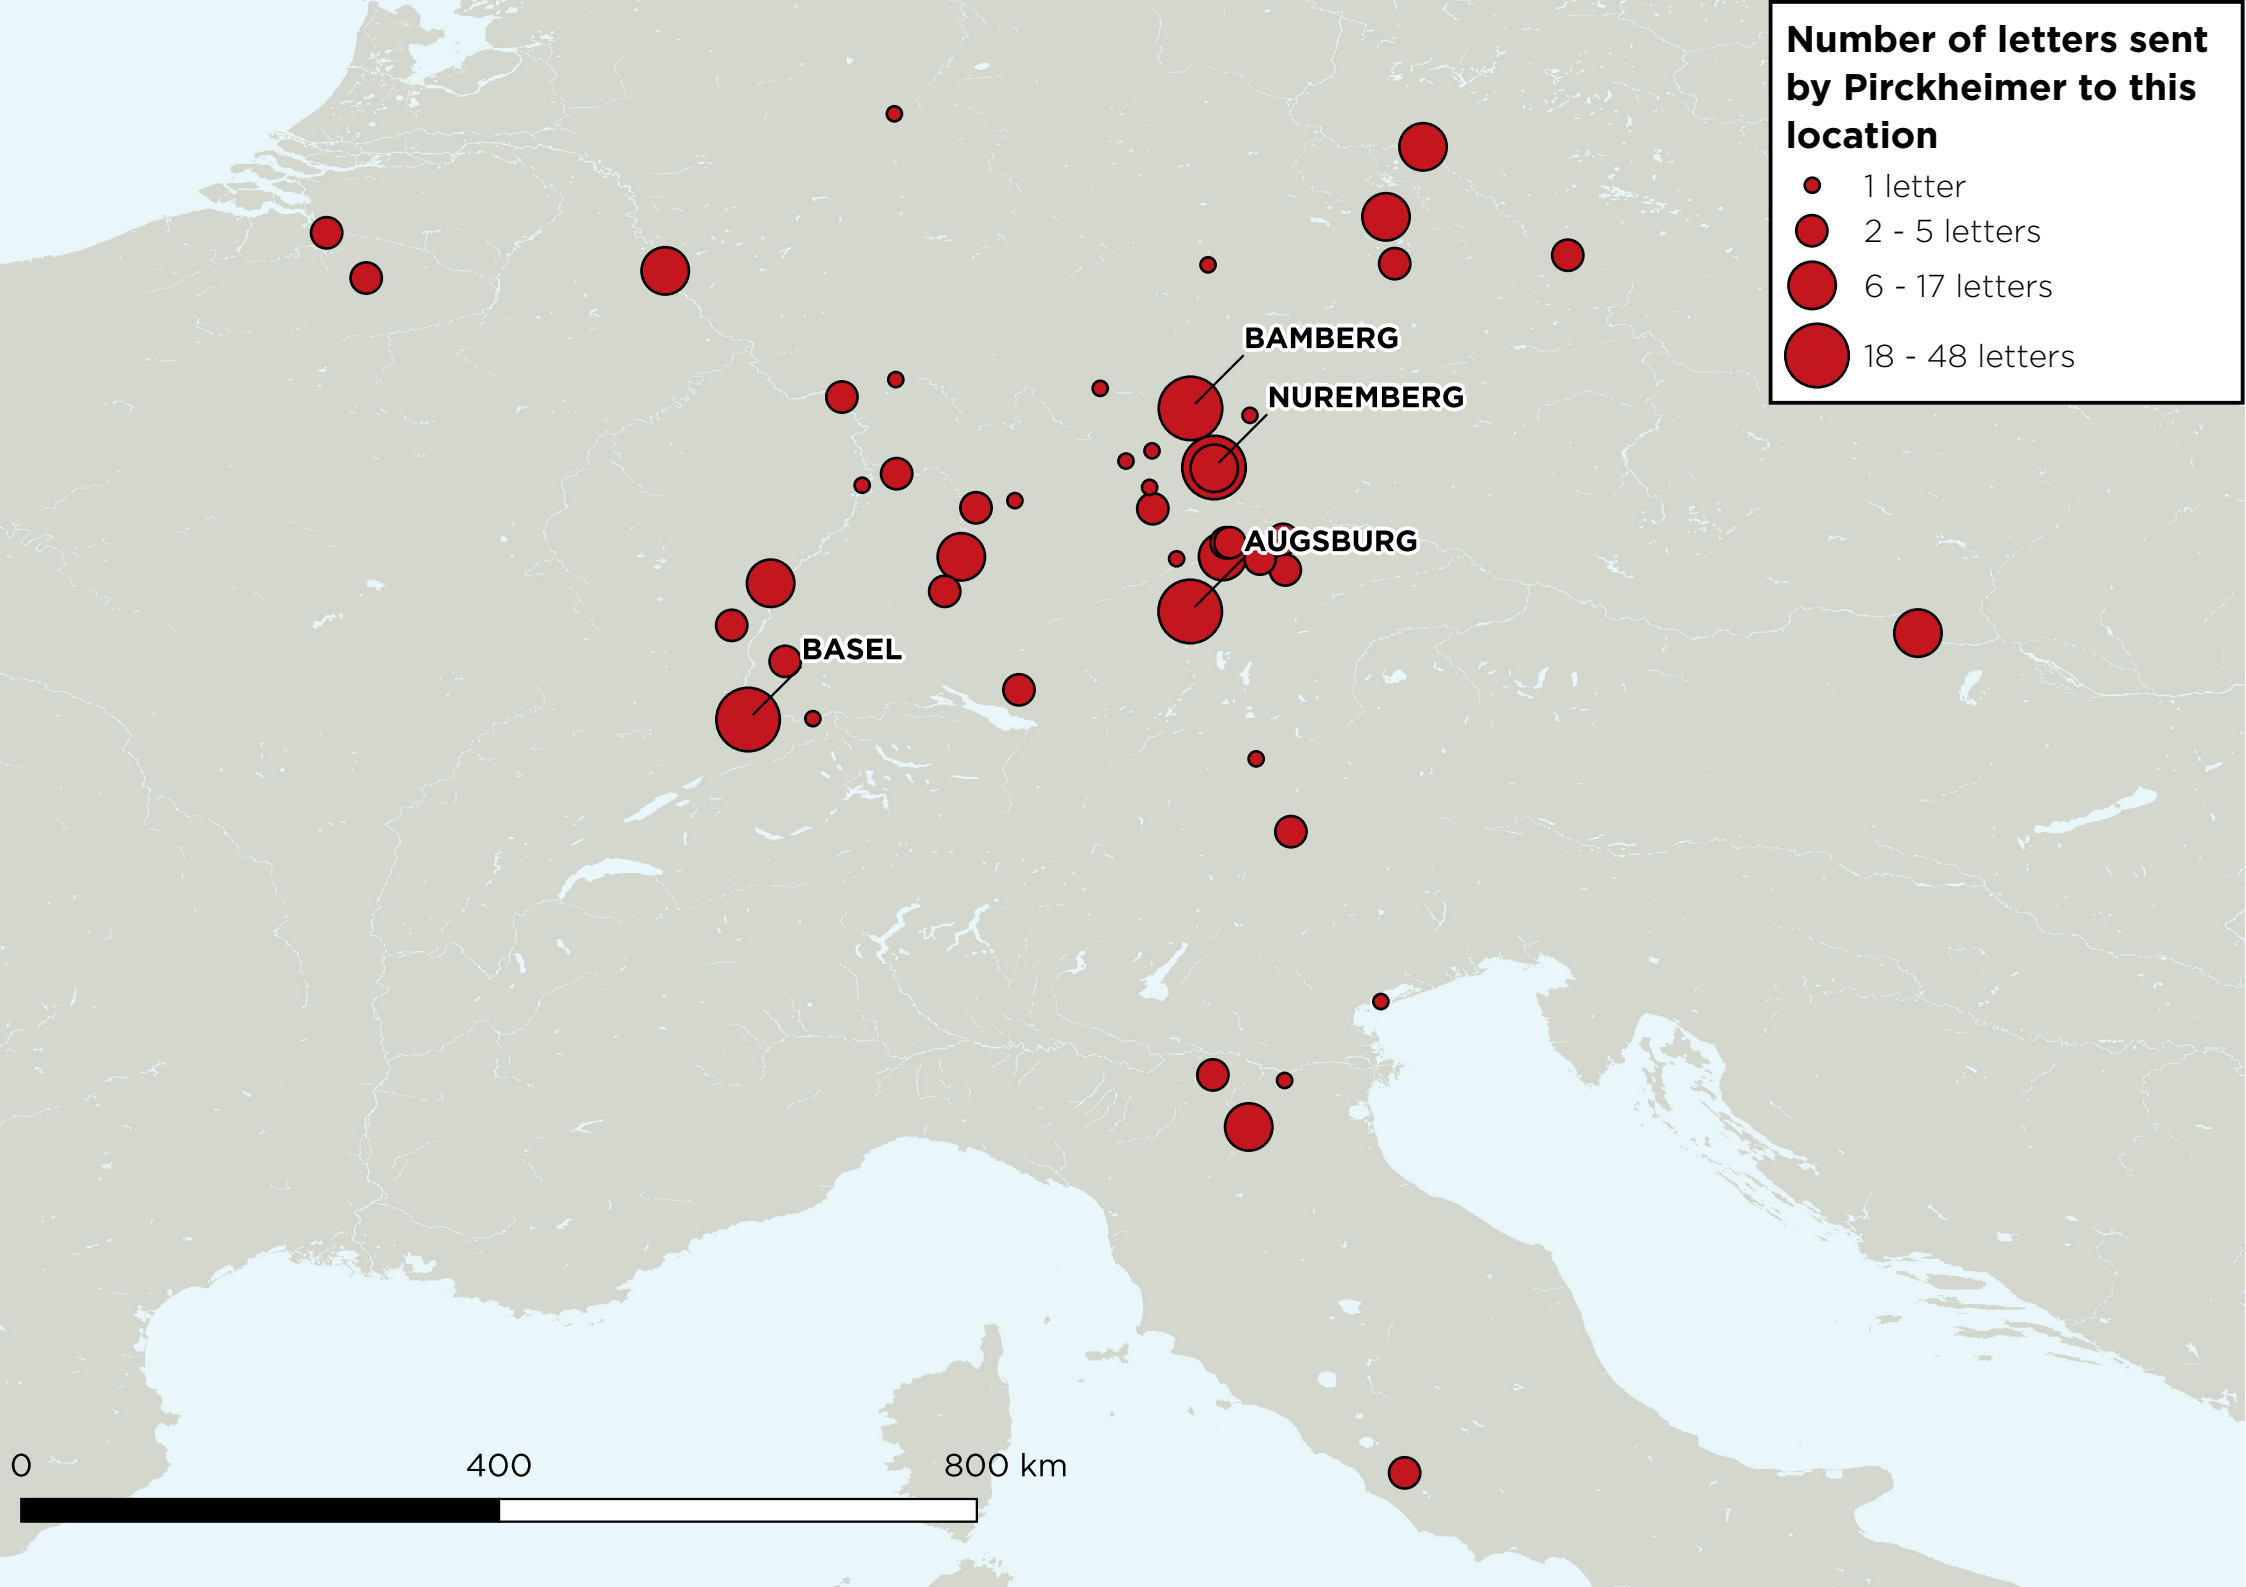 Number of letters sent
by Pirckheimer to this
location
1 letter
2 - 5 letters
6 - 17 letters
18 - 48 letters
BAMBERG
NUREMBERG
AUGSBURG
BASEL
0 400 800 km